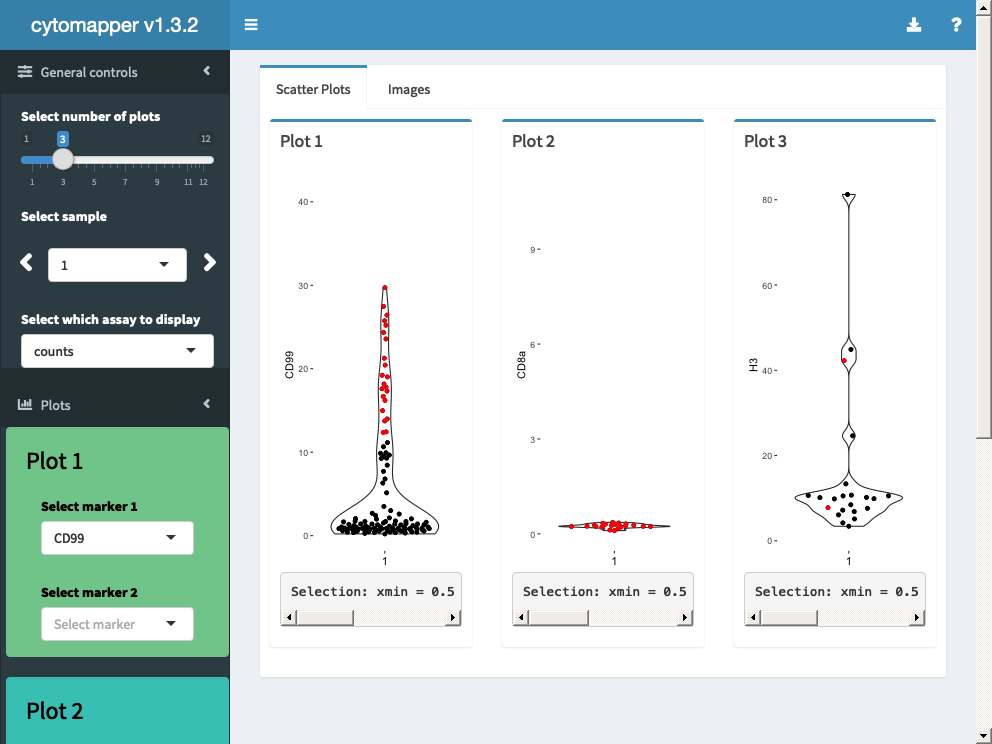 cytomapper v1.3.2
?
General controls
Select number of plots
1 3 12
1 3 5 7 9 11 12
Select sample
1
Select which assay to display
counts
Plots
Plot 1
Select marker 1
CD99
Select marker 2
Select marker
Plot 2
Scatter Plots Images
Plot 1
40
30
20
10
0
CD99
1
Selection: xmin = 0.5
Plot 2
9
6
3
0
CD8a
1
Selection: xmin = 0.5
Plot 3
80
60
40
20
0
H3
1
Selection: xmin = 0.5